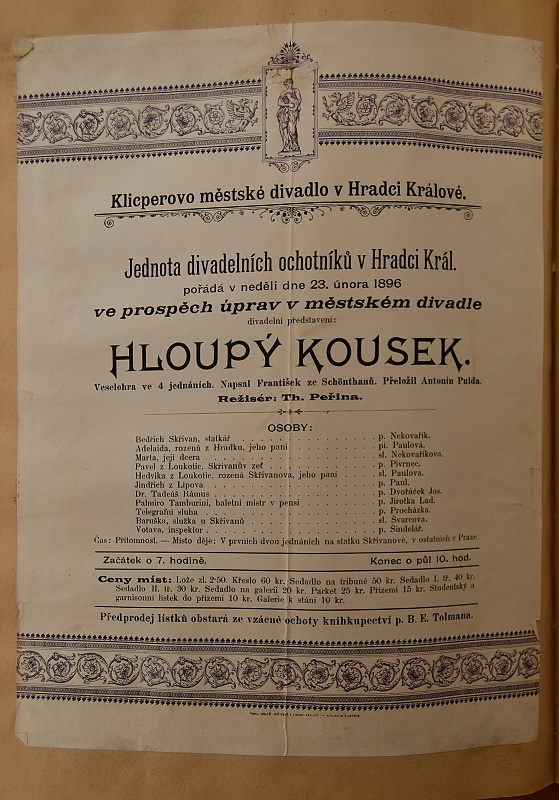 Klicperovo městské divadlo v Hradci Králové.
Jednota divadelních ochotníků v Hradci Král.
pořádá v neděli dne 23. února 1896
ve prospěch úprav v městském divadle
divadelní představení:
HLOUPÝ KOUSEK.
Veselohra ve 4 jednáních. Napsal František ze Schönthanů. Přeložil Antonín Pulda.
Režisér: Th. Peřina.
OSOBY:
Bedřich Skřivan, statkář . . . p. Nekovařík.
Adelaida, rozená z Hrádku, jeho paní . . . pí. Paulová.
Marta, její dcera . . . sl. Nekovaříkova.
Pavel z Loukotic, Skřivanův zeť . . . p. Pivrnec.
Hedvika z Loukotic, rozená Skřivanova, jeho paní . . . sl. Paulova.
Jindřich z Lipova . . . p. Paul.
Dr. Tadeáš Rámus . . . p. Dvořáček Jos.
Palmiro Tamburini, baletní mistr v pensi . . . p. Jirotka Lad.
Telegrafní sluha . . . p. Procházka.
Baruška, služka u Skřivanů . . . sl. Švarcova.
Votava, inspektor . . . p. Šindelář.
Čas: Přítomnost. — Místo děje: V prvních dvou jednáních na statku Skřivanově, v ostatních v Praze.
Začátek o 7. hodině. Konec o půl 10. hod.
Ceny míst: Lože zl. 2·50. Křeslo 60 kr. Sedadlo na tribuně 50 kr. Sedadlo I. tř. 40 kr.
Sedadlo II. tř. 30 kr. Sedadlo na galerii 20 kr. Parket 25 kr. Přízemí 15 kr. Studentský a
garnisonní lístek do přízemí 10 kr. Galerie k stání 10 kr.
Předprodej lístků obstará ze vzácné ochoty knihkupectví p. B. E. Tolmana.